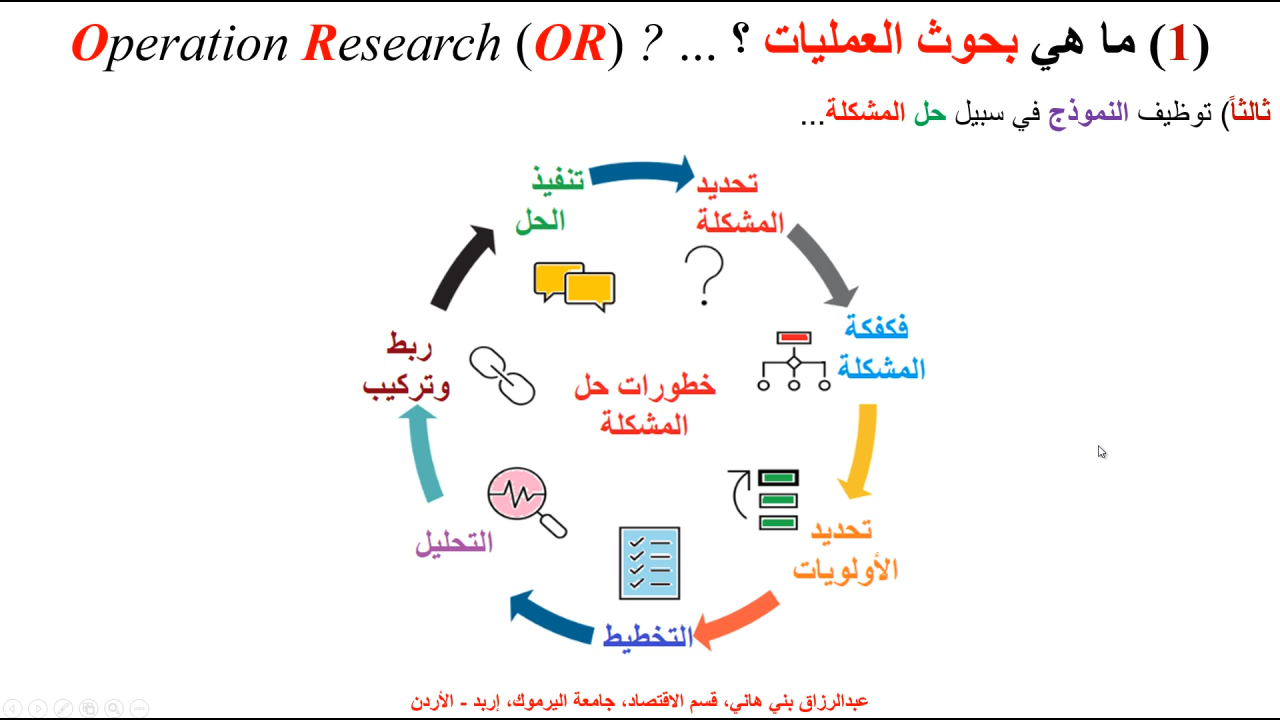 (1) ما هي بحوث العمليات ؟ ... Operation Research (OR) ?
ثالثاً) توظيف النموذج في سبيل حل المشكلة...
تحديد
المشكلة
فكفكة
المشكلة
تحديد
الأولويات
التخطيط
التحليل
ربط
وتركيب
تنفيذ
الحل
خطورات حل
المشكلة
عبدالرزاق بني هاني، قسم الاقتصاد، جامعة اليرموك، إربد - الأردن